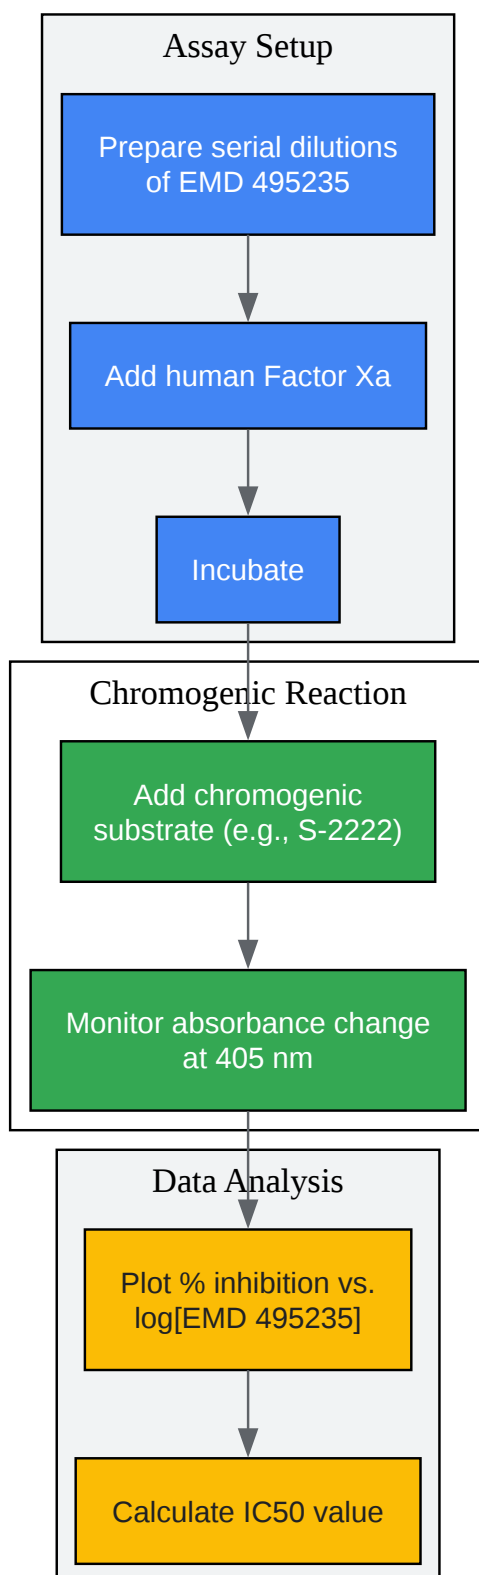 Assay Setup
Prepare serial dilutions
of EMD 495235
Add human Factor Xa
Incubate
Chromogenic Reaction
Add chromogenic
substrate (e.g., S-2222)
Monitor absorbance change
at 405 nm
Data Analysis
Plot % inhibition vs.
log[EMD 495235]
Calculate IC50 value